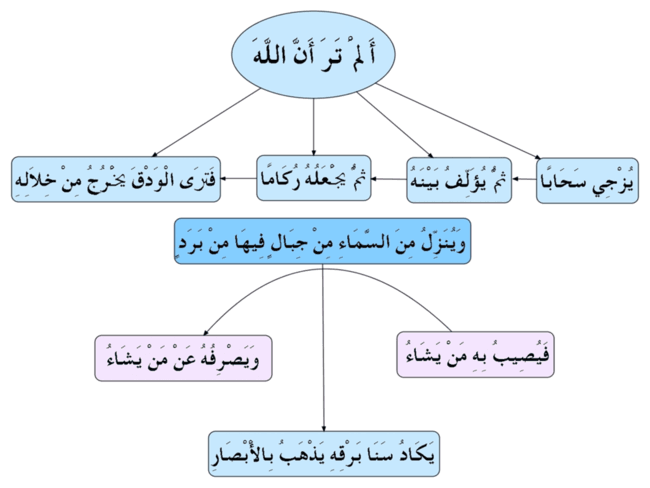 أَلَمْ تَرَ أَنَّ اللَّهَ
يُزْجِي سَحَابًا
ثُمَّ يُؤَلِّفُ بَيْنَهُ
ثُمَّ يَجْعَلُهُ رُكَامًا
فَتَرَى الْوَدْقَ يَخْرُجُ مِنْ خِلَالِهِ
وَيُنَزِّلُ مِنَ السَّمَاءِ مِنْ جِبَالٍ فِيهَا مِنْ بَرَدٍ
فَيُصِيبُ بِهِ مَنْ يَشَاءُ
وَيَصْرِفُهُ عَنْ مَنْ يَشَاءُ
يَكَادُ سَنَا بَرْقِهِ يَذْهَبُ بِالْأَبْصَارِ